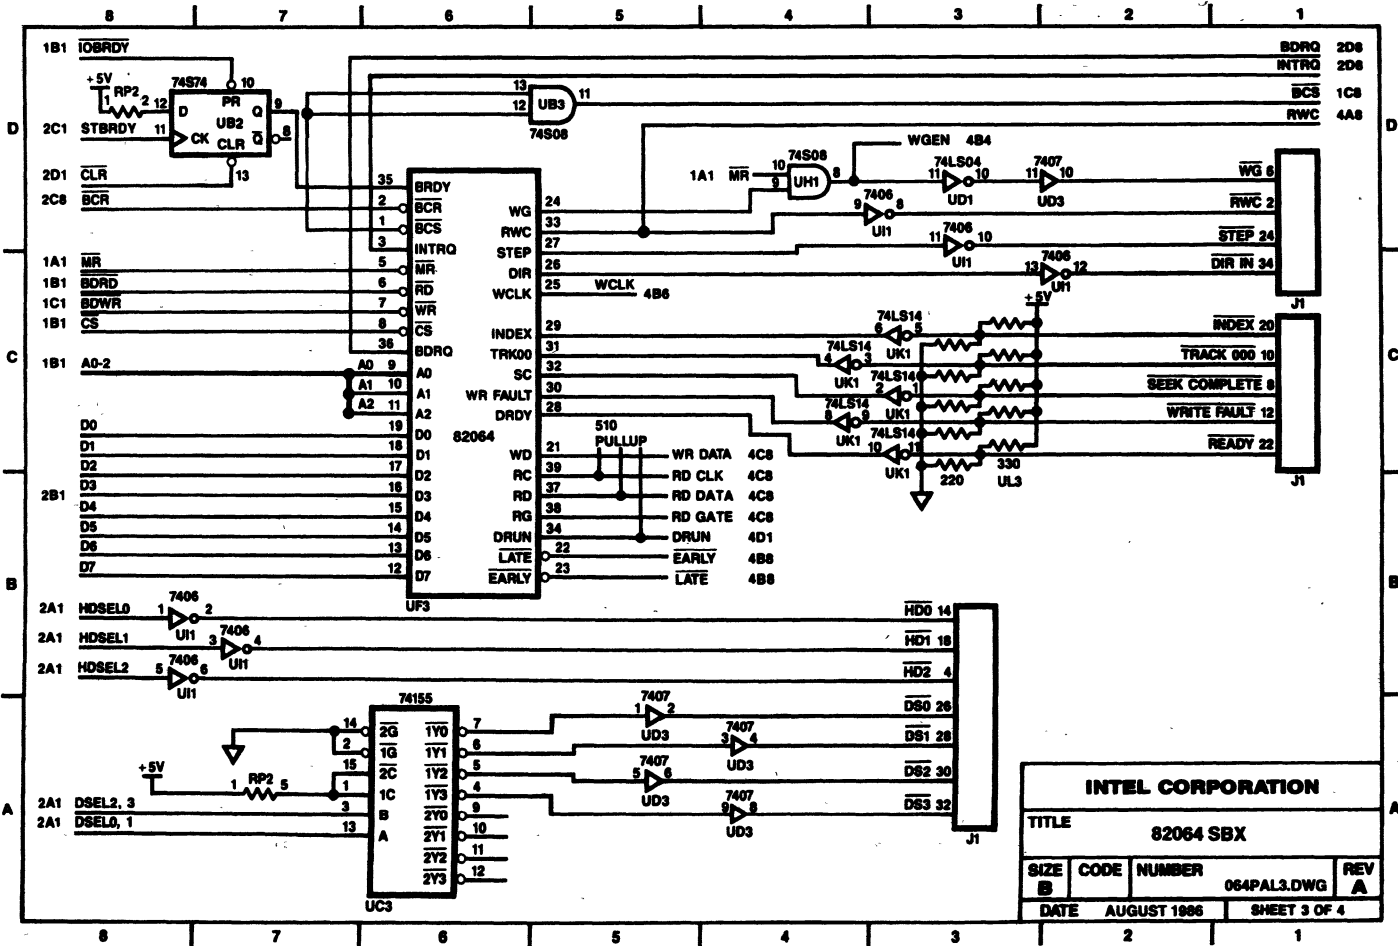 8 7 6 5 4 3 2 1
1B1 IOBRDY
BDRQ 2D6
INTRQ 2D6
BCS 1C8
RWC 4A8
+5V
RP2
1 2
74S74
10
12 D PR Q 9
UB2
11 CK Q 8
CLR
13
2C1 STBRDY
2D1 CLR
2C8 BCR
13
12
UB3
11
74S08
D
D
WGEN 4B4
74S08
1A1 MR
10
9
UH1
8
74LS04
11 10
UD1
7407
11 10
UD3
WG 6
7406
9 8
UI1
RWC 2
7406
11 10
UI1
STEP 24
7406
13 12
UI1
DIR IN 34
J1
35 BRDY
2 BCR
1 BCS
3 INTRQ
5 MR
6 RD
7 WR
8 CS
36 BDRQ
A0 9 A0
A1 10 A1
A2 11 A2
19 D0
18 D1
17 D2
16 D3
15 D4
14 D5
13 D6
12 D7
82064
UF3
WG 24
RWC 33
STEP 27
DIR 26
WCLK 25
WCLK 4B6
INDEX 29
TRK00 31
SC 32
WR FAULT 30
DRDY 28
WD 21
RC 39
RD 37
RG 38
DRUN 34
LATE 22
EARLY 23
1A1 MR
1B1 BDRD
1C1 BDWR
1B1 CS
1B1 A0-2
C
C
D0
D1
D2
D3
2B1
D4
D5
D6
D7
510
PULLUP
WR DATA 4C8
RD CLK 4C8
RD DATA 4C8
RD GATE 4C8
DRUN 4D1
EARLY 4B8
LATE 4B8
+5V
74LS14
6 5
UK1
INDEX 20
74LS14
4 3
UK1
TRACK 000 10
74LS14
2 1
UK1
SEEK COMPLETE 8
74LS14
8 9
UK1
WRITE FAULT 12
74LS14
10 11
UK1
READY 22
220
330
UL3
J1
B
B
2A1 HDSEL0
7406
1 2
UI1
HD0 14
2A1 HDSEL1
7406
3 4
UI1
HD1 18
2A1 HDSEL2
7406
5 6
UI1
HD2 4
74155
14 2G 1Y0 7
2 1G 1Y1 6
15 2C 1Y2 5
1 1C 1Y3 4
3 B 2Y0 9
13 A 2Y1 10
2Y2 11
2Y3 12
UC3
+5V
RP2
1 5
2A1 DSEL2, 3
2A1 DSEL0, 1
7407
1 2
UD3
DS0 26
7407
3 4
UD3
DS1 28
7407
5 6
UD3
DS2 30
7407
9 8
UD3
DS3 32
J1
A
A
INTEL CORPORATION
TITLE
82064 SBX
SIZE
B
CODE
NUMBER
064PAL3.DWG
REV
A
DATE AUGUST 1986
SHEET 3 OF 4
8 7 6 5 4 3 2 1